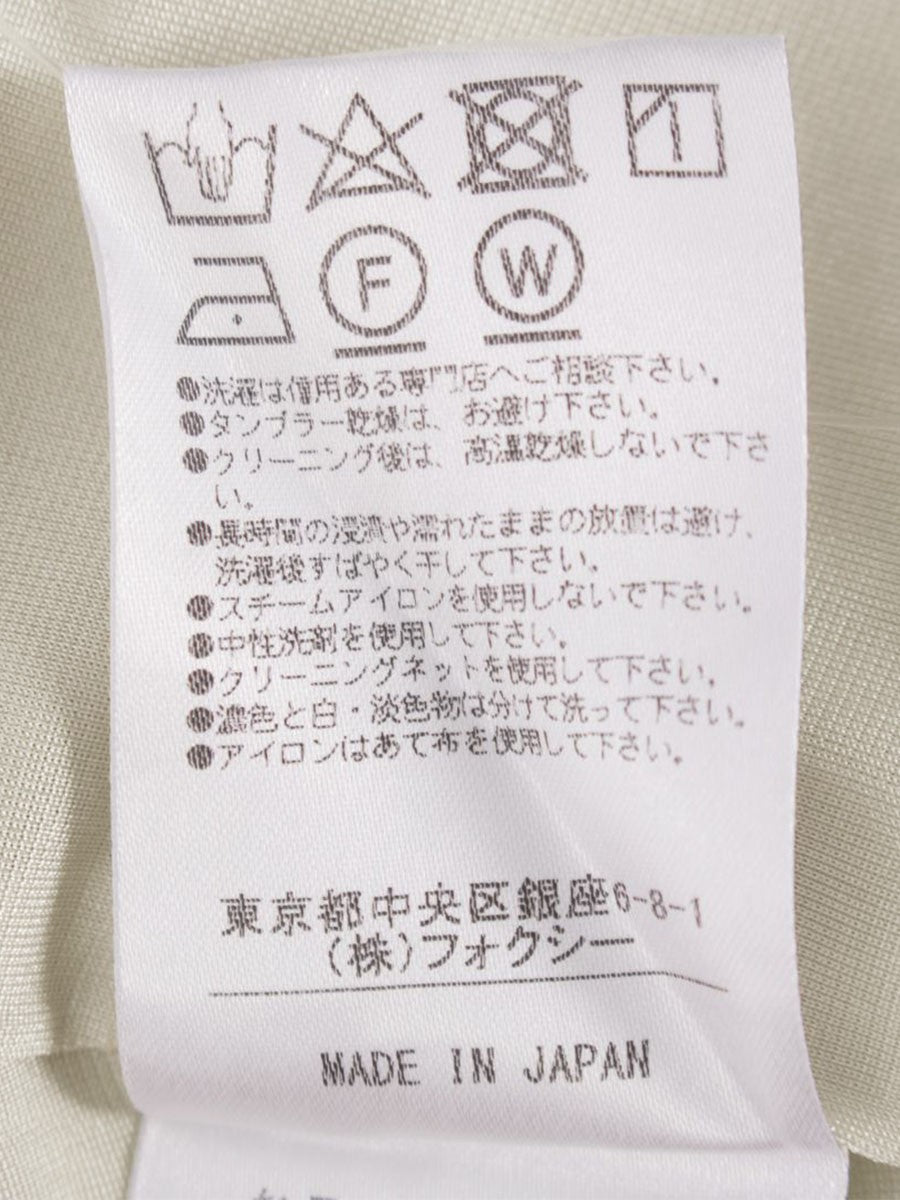 F W
●洗濯は信用ある専門店へご相談下さい。
●タンブラー乾燥は、お避け下さい。
●クリーニング後は、高温乾燥しないで下さ
い。
●長時間の浸漬や濡れたままの放置は避け、
洗濯後すばやく干して下さい。
●スチームアイロンを使用しないで下さい。
●中性洗剤を使用して下さい。
●クリーニングネットを使用して下さい。
●濃色と白・淡色物は分けて洗って下さい。
●アイロンはあて布を使用して下さい。
東京都中央区銀座6-8-1
(株)フォクシー
MADE IN JAPAN